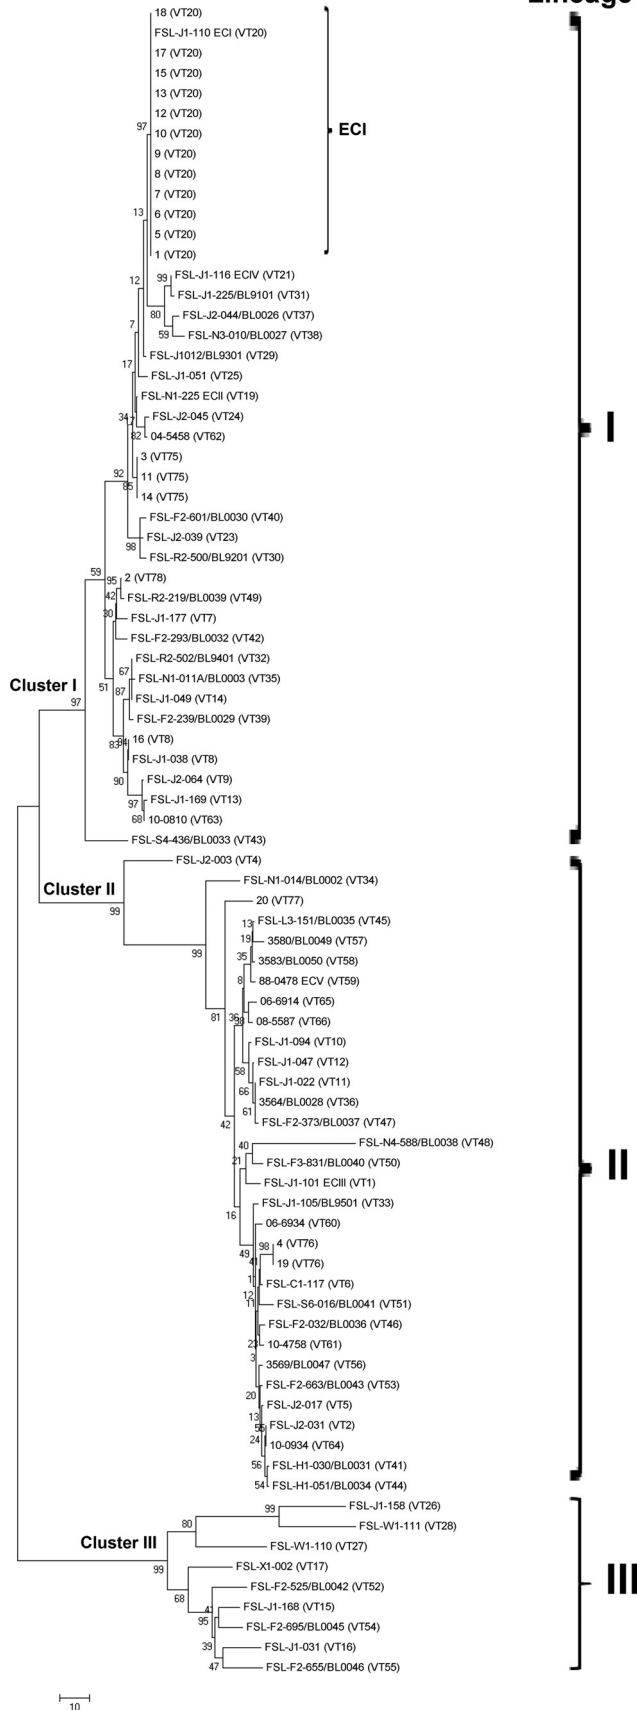 Lineage
18 (VT20)
FSL-J1-110 ECI (VT20)
17 (VT20)
15 (VT20)
13 (VT20)
12 (VT20)
97
10 (VT20)
ECI
9 (VT20)
8 (VT20)
7 (VT20)
13
6 (VT20)
5 (VT20)
1 (VT20)
99
FSL-J1-116 ECIV (VT21)
12
FSL-J1-225/BL9101 (VT31)
80
FSL-J2-044/BL0026 (VT37)
7
59
FSL-N3-010/BL0027 (VT38)
FSL-J1012/BL9301 (VT29)
17
FSL-J1-051 (VT25)
FSL-N1-225 ECII (VT19)
34
7
FSL-J2-045 (VT24)
I
82
04-5458 (VT62)
3 (VT75)
92
11 (VT75)
85
14 (VT75)
FSL-F2-601/BL0030 (VT40)
FSL-J2-039 (VT23)
98
FSL-R2-500/BL9201 (VT30)
59
95
2 (VT78)
42
FSL-R2-219/BL0039 (VT49)
30
FSL-J1-177 (VT7)
FSL-F2-293/BL0032 (VT42)
FSL-R2-502/BL9401 (VT32)
67
Cluster I
51
87
FSL-N1-011A/BL0003 (VT35)
97
FSL-J1-049 (VT14)
FSL-F2-239/BL0029 (VT39)
83
16 (VT8)
FSL-J1-038 (VT8)
90
FSL-J2-064 (VT9)
97
FSL-J1-169 (VT13)
68
10-0810 (VT63)
FSL-S4-436/BL0033 (VT43)
FSL-J2-003 (VT4)
Cluster II
FSL-N1-014/BL0002 (VT34)
99
20 (VT77)
13
FSL-L3-151/BL0035 (VT45)
19
3580/BL0049 (VT57)
99
35
3583/BL0050 (VT58)
8
88-0478 ECV (VT59)
06-6914 (VT65)
81
36
08-5587 (VT66)
FSL-J1-094 (VT10)
FSL-J1-047 (VT12)
58
FSL-J1-022 (VT11)
66
3564/BL0028 (VT36)
61
FSL-F2-373/BL0037 (VT47)
42
40
FSL-N4-588/BL0038 (VT48)
21
FSL-F3-831/BL0040 (VT50)
II
FSL-J1-101 ECIII (VT1)
FSL-J1-105/BL9501 (VT33)
16
06-6934 (VT60)
98
4 (VT76)
49
19 (VT76)
1
FSL-C1-117 (VT6)
12
11
FSL-S6-016/BL0041 (VT51)
FSL-F2-032/BL0036 (VT46)
23
10-4758 (VT61)
3
3569/BL0047 (VT56)
FSL-F2-663/BL0043 (VT53)
20
FSL-J2-017 (VT5)
13
FSL-J2-031 (VT2)
24
10-0934 (VT64)
56
FSL-H1-030/BL0031 (VT41)
54
FSL-H1-051/BL0034 (VT44)
99
FSL-J1-158 (VT26)
80
FSL-W1-111 (VT28)
Cluster III
FSL-W1-110 (VT27)
99
FSL-X1-002 (VT17)
III
FSL-F2-525/BL0042 (VT52)
68
FSL-J1-168 (VT15)
95
FSL-F2-695/BL0045 (VT54)
39
FSL-J1-031 (VT16)
47
FSL-F2-655/BL0046 (VT55)
10